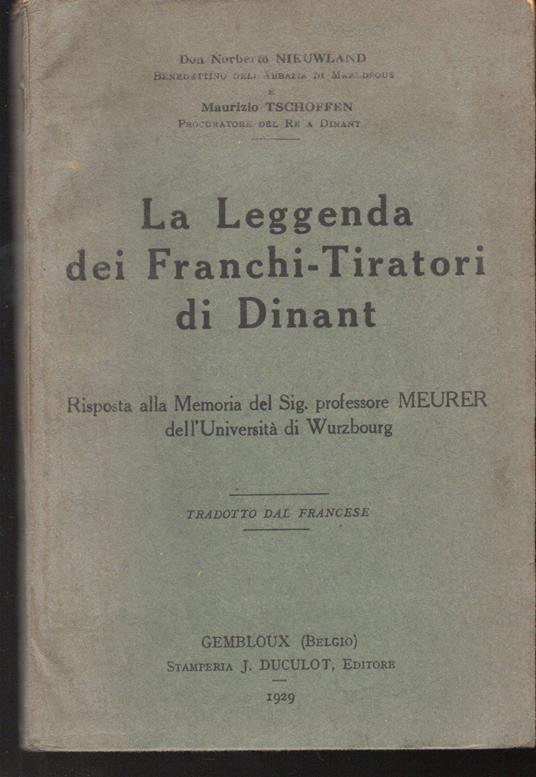 Don Norberto NIEUWLAND
Benedettino dell'Abbazia di Maredsous
e
Maurizio TSCHOFFEN
Procuratore del Re a Dinant
La Leggenda
dei Franchi-Tiratori
di Dinant
Risposta alla Memoria del Sig. professore MEURER
dell'Università di Wurzbourg
TRADOTTO DAL FRANCESE
GEMBLOUX (Belgio)
Stamperia J. DUCULOT, Editore
1929